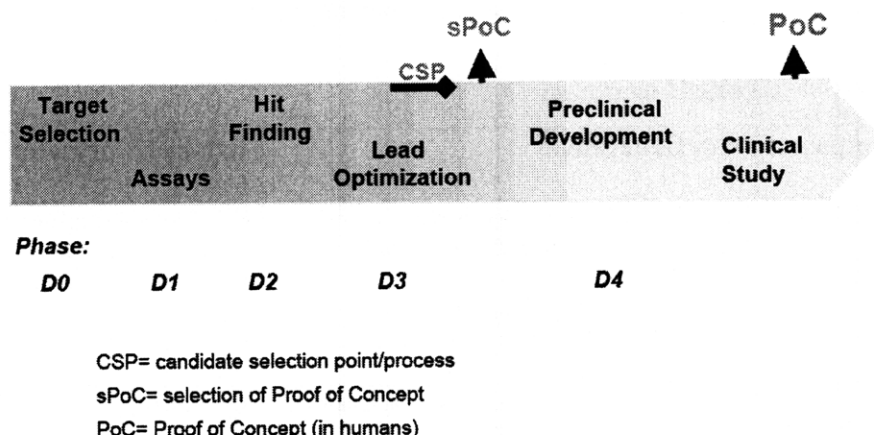 sPoC
PoC
CSP
Target
Selection
Assays
Hit
Finding
Lead
Optimization
Preclinical
Development
Clinical
Study
Phase:
D0 D1 D2 D3 D4
CSP= candidate selection point/process
sPoC= selection of Proof of Concept
PoC= Proof of Concept (in humans)